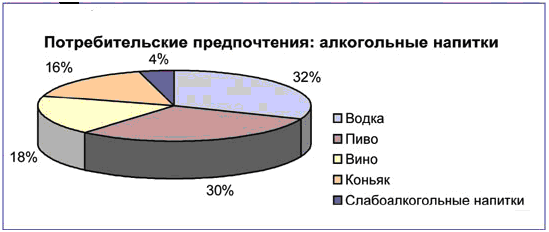 Потребительские предпочтения: алкогольные напитки
4%
16%
32%
18%
30%
Водка
Пиво
Вино
Коньяк
Слабоалкогольные напитки